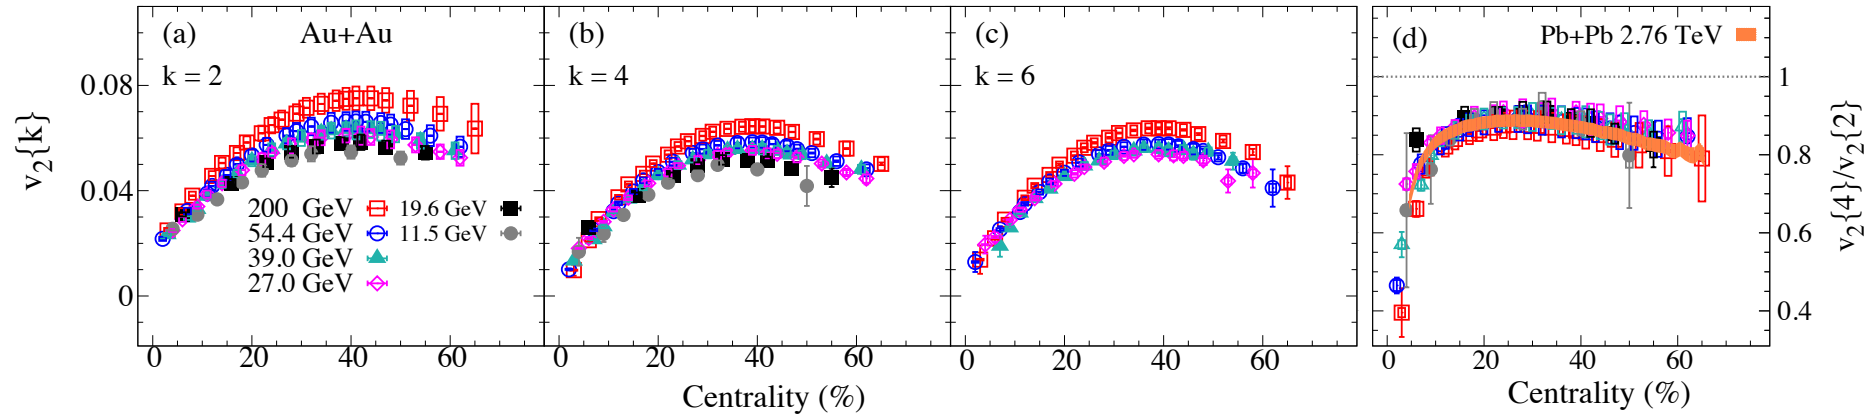 (a) Au+Au
k = 2
v2{k}
0.08
0.04
0
200 GeV
54.4 GeV
39.0 GeV
27.0 GeV
19.6 GeV
11.5 GeV
0 20 40 60
(b)
k = 4
0 20 40 60
Centrality (%)
(c)
k = 6
0 20 40 60
(d) Pb+Pb 2.76 TeV
1
0.8
0.6
0.4
v2{4}/v2{2}
0 20 40 60
Centrality (%)